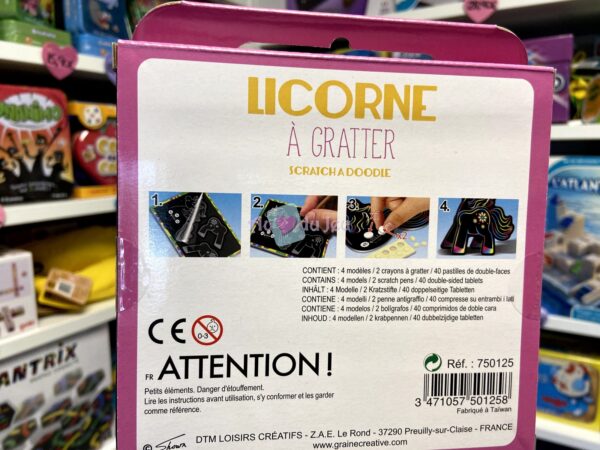 LICORNE
À GRATTER
SCRATCH A DOODLE
1.
2.
3.
4.
x2
CONTIENT : 4 modèles / 2 crayons à gratter / 40 pastilles de double-faces
CONTAINS : 4 models / 2 scratch pens / 40 double-sided tablets
INHÄLT : 4 Modelle / 2 Kratzstifte / 40 doppelseitige Tabletten
CONTIENE : 4 modelli / 2 penne antigraffio / 40 compresse su entrambi i lati
CONTIENE : 4 modelos / 2 bolígrafos / 40 comprimidos de doble cara
INHOUD : 4 modellen / 2 krabpennen / 40 dubbelzijdige tabletten
CE
0-3
FR ATTENTION !
Petits éléments. Danger d'étouffement.
Lire les instructions avant utilisation, s'y conformer et les garder
comme référence.
Réf. : 750125
3 471057 501258
Fabriqué à Taïwan
© Shown
DTM LOISIRS CRÉATIFS - Z.A.E. Le Rond - 37290 Preuilly-sur-Claise - FRANCE
www.grainecreative.com
ANTRIX
L'ATLANT